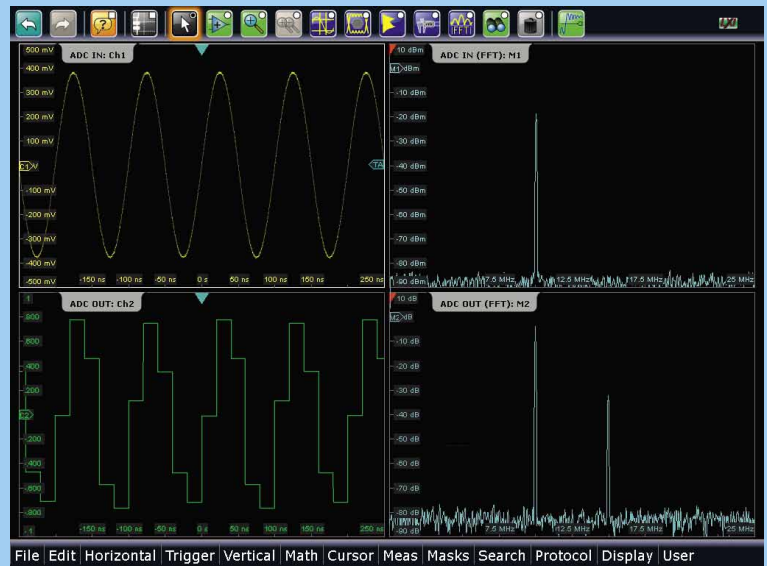 ?
FFT!
500 mV
ADC IN: Ch1
400 mV
-300 mV
200 mV
100 mV
C1 V
TA
-100 mV
-200 mV
-300 mV
-400 mV
-500 mV
-150 ns -100 ns -50 ns 0 s 50 ns 100 ns 150 ns 250 ns
10 dBm
ADC IN (FFT): M1
M1 dBm
-10 dBm
-20 dBm
-30 dBm
-40 dBm
-50 dBm
-60 dBm
-70 dBm
-80 dBm
-90 dBm
7.5 MHz 12.5 MHz 17.5 MHz 25 MHz
1
ADC OUT: Ch2
.800
.600
.400
.200
C2
-.200
-.400
-.600
-.800
-1
-150 ns -100 ns -50 ns 0 s 50 ns 100 ns 150 ns 250 ns
10 dB
ADC OUT (FFT): M2
M2 dB
-10 dB
-20 dB
-30 dB
-40 dB
-50 dB
-60 dB
-70 dB
-80 dB
-90 dB
7.5 MHz 12.5 MHz 17.5 MHz 25 MHz
File Edit Horizontal Trigger Vertical Math Cursor Meas Masks Search Protocol Display User